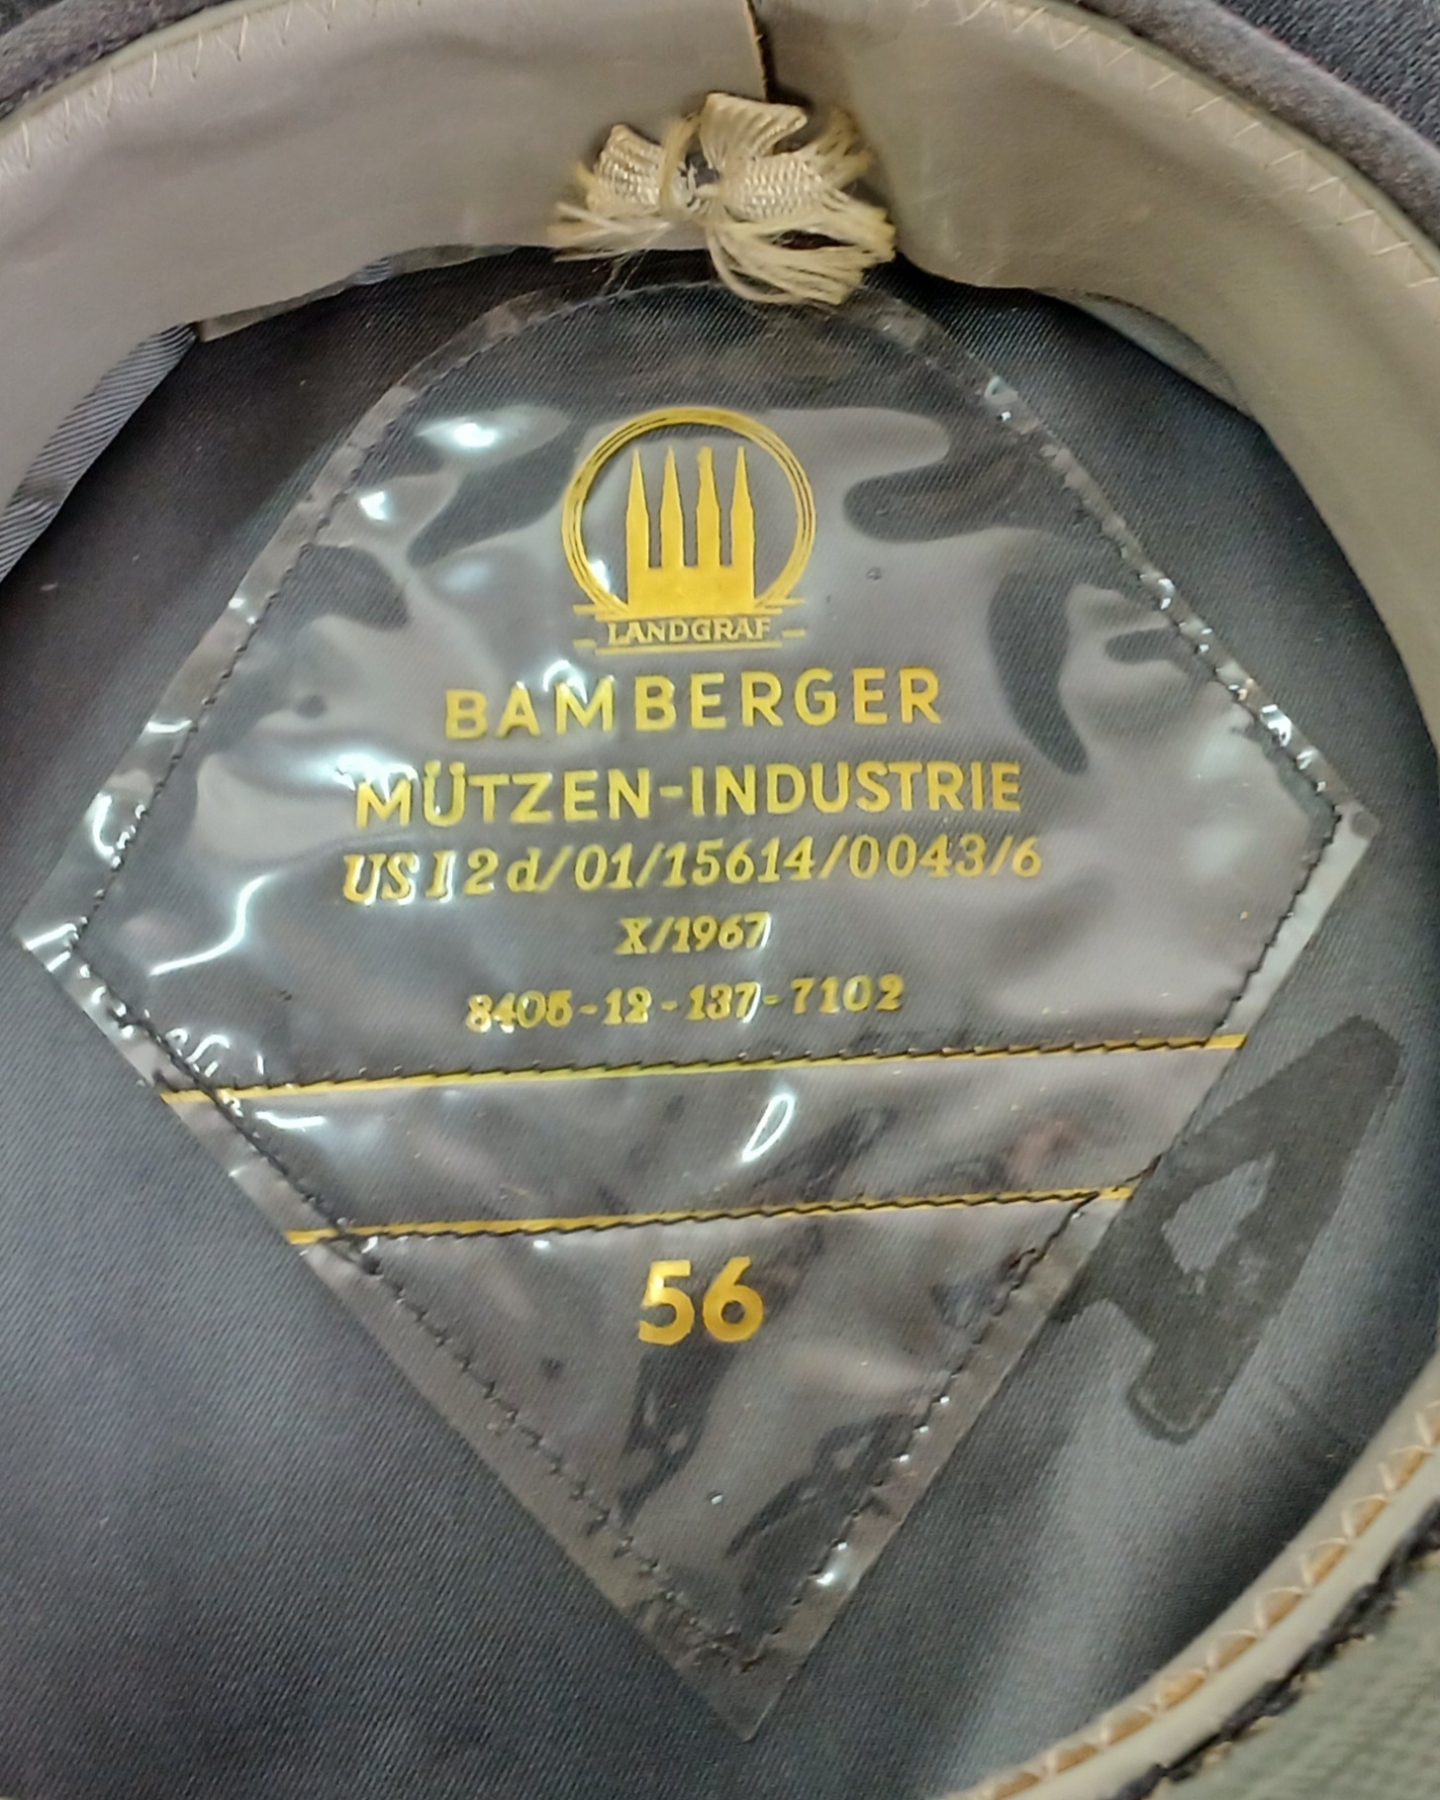 LANDGRAF
BAMBERGER
MÜTZEN-INDUSTRIE
US I 2 d/01/15614/0043/6
X/1967
8405-12-137-7102
56
A